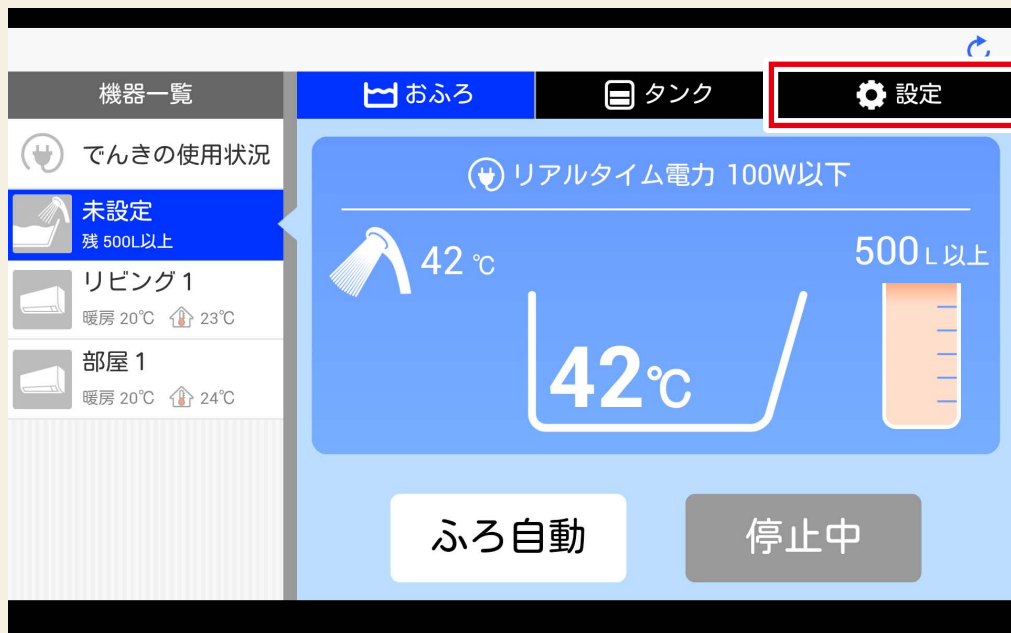 機器一覧
おふろ
タンク
設定
でんきの使用状況
未設定
残 500L以上
リビング 1
暖房 20℃ 23℃
部屋 1
暖房 20℃ 24℃
リアルタイム電力 100W以下
42 ℃
500 L 以上
42℃
ふろ自動
停止中